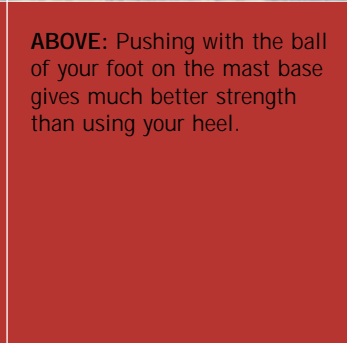 ABOVE: Pushing with the ball
of your foot on the mast base
gives much better strength
than using your heel.